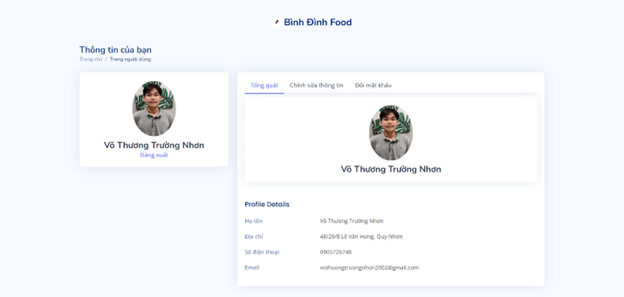 Bình Định Food
Thông tin của bạn
Trang chủ / Trang người dùng
Võ Thương Trường Nhơn
Đăng xuất
Tổng quát Chỉnh sửa thông tin Đổi mật khẩu
Võ Thương Trường Nhơn
Profile Details
Họ tên Võ Thương Trường Nhơn
Địa chỉ 48/29/8 Lê Văn Hưng, Quy Nhơn
Số điện thoại 0905726748
Email vothuongtruongnhon2002@gmail.com